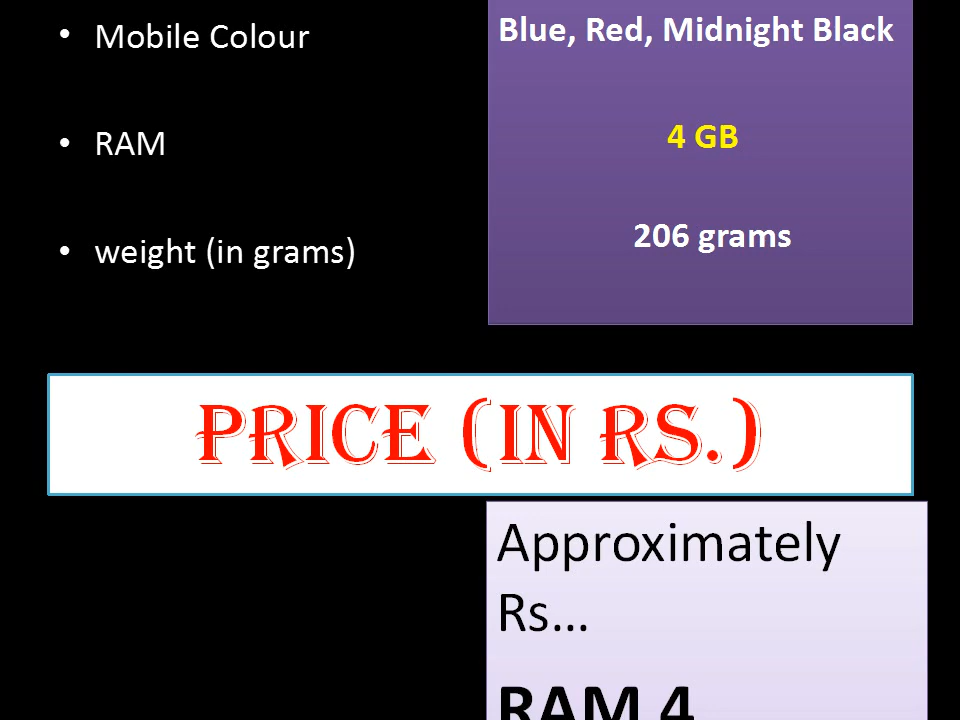 • Mobile Colour
Blue, Red, Midnight Black
• RAM
4 GB
• weight (in grams)
206 grams
PRICE (IN RS.)
Approximately
Rs...
RAM 4